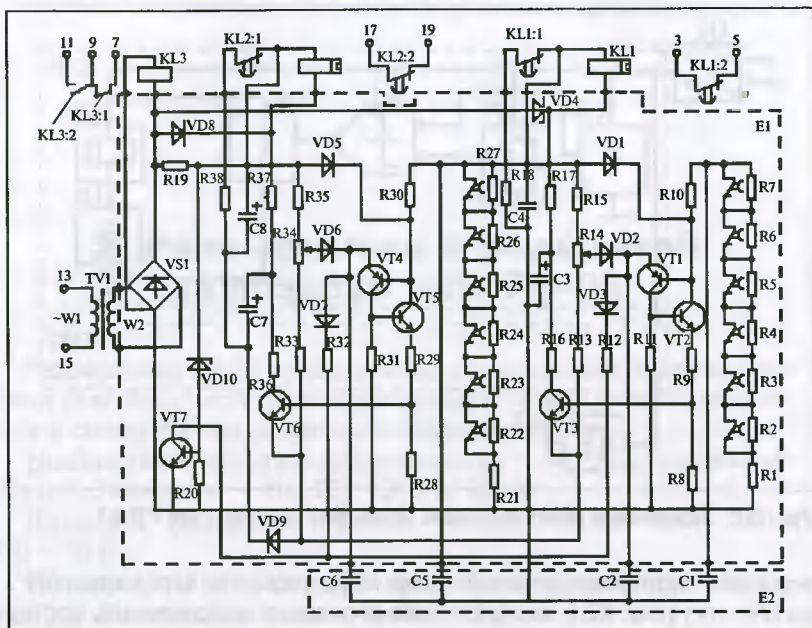 11 9 7 KL3 KL2:1 17 19 KL1:1 KL1 3 5
KL2:2 KL1:2
KL3:2 KL3:1 VD4 E1
VD8 VD5 R27 VD1
R19 R38 R37 R35 R30 R18 R17 R15 R10 R7
C8 C4
R34 VD6 R26 R14 VD2 R6
VT4 C3 VT1
13 TV1 VS1 VT5 R25 R5
VD7 VD3 VT2
~W1 W2 C7 R24 R4
R33 R32 R31 R29 R16 R13 R12 R11 R9
15 VD10 R36 R23 R3
VT7 VT6 R22 VT3 R2
R20 R28 R21 R8 R1
VD9
C6 C5 C2 C1
E2